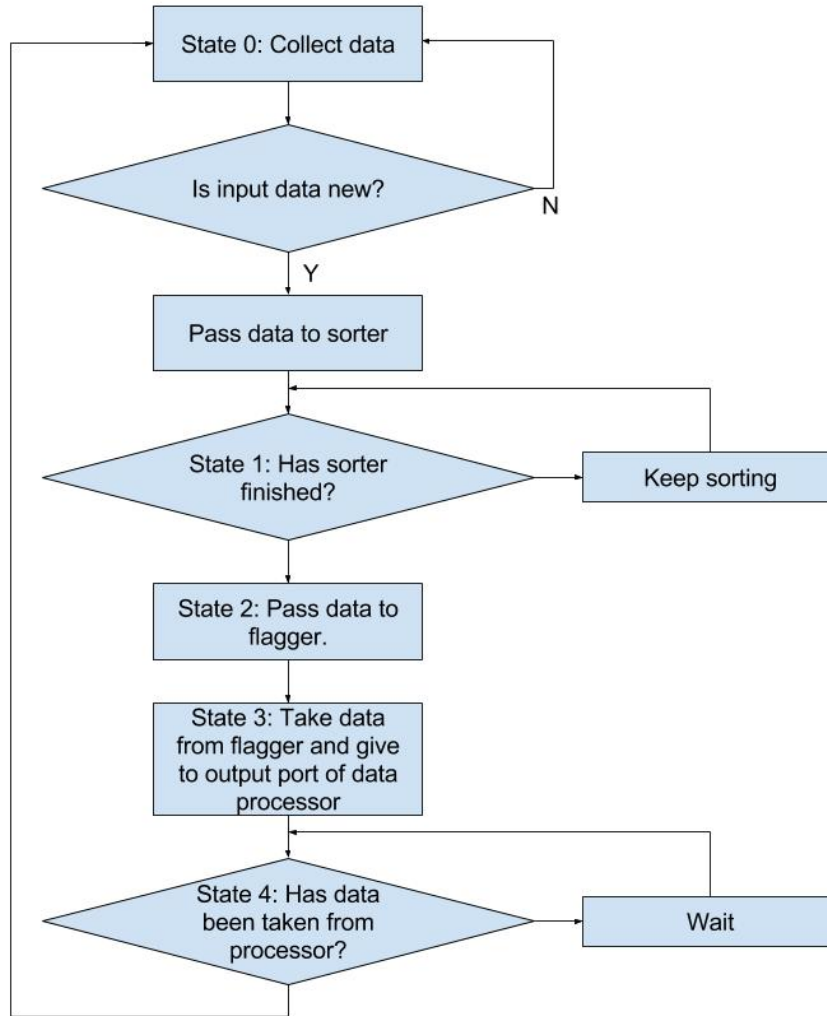 State 0: Collect data
Is input data new?
N
Y
Pass data to sorter
State 1: Has sorter
finished?
Keep sorting
State 2: Pass data to
flagger.
State 3: Take data
from flagger and give
to output port of data
processor
State 4: Has data
been taken from
processor?
Wait